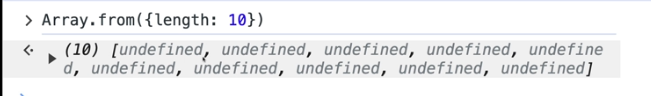 > Array.from({length: 10})
(10) [undefined, undefined, undefined, undefined, undefine
d, undefined, undefined, undefined, undefined, undefined]